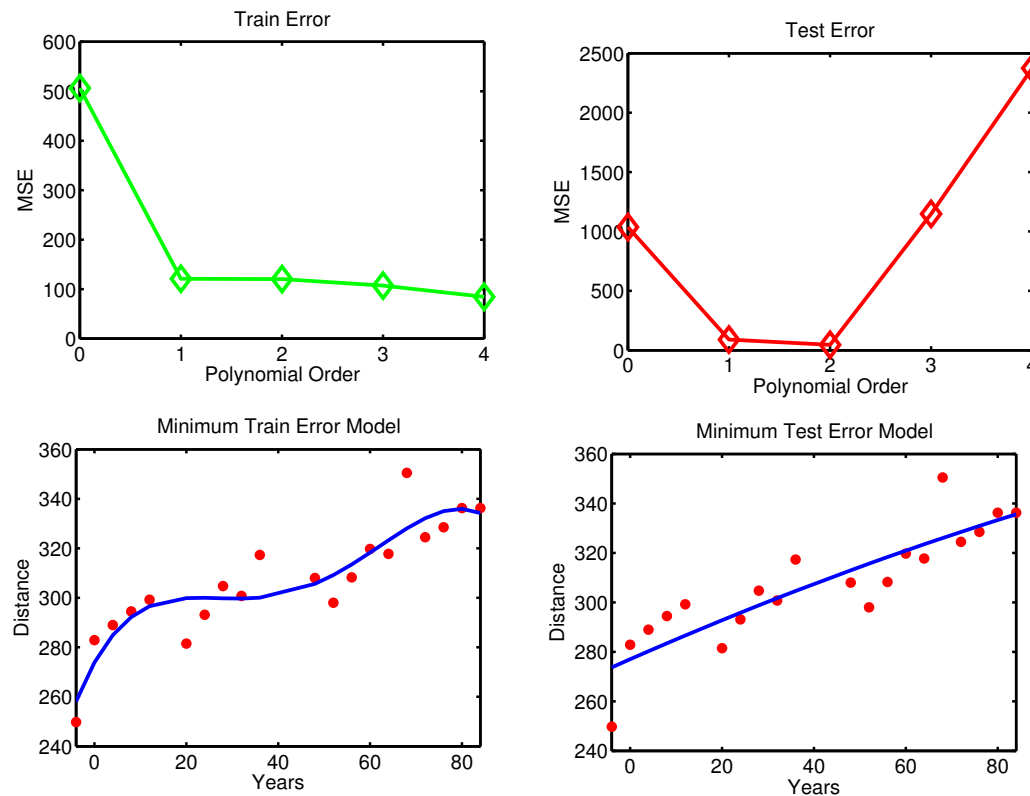 Train Error
600
500
400
300
200
100
0
MSE
0 1 2 3 4
Polynomial Order
Test Error
2500
2000
1500
1000
500
0
MSE
0 1 2 3 4
Polynomial Order
Minimum Train Error Model
360
340
320
300
280
260
240
Distance
0 20 40 60 80
Years
Minimum Test Error Model
360
340
320
300
280
260
240
Distance
0 20 40 60 80
Years